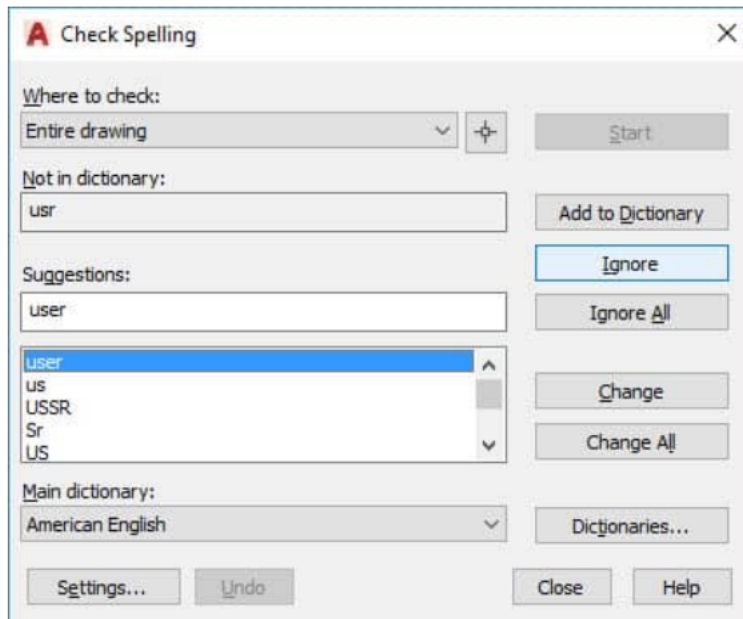 Check Spelling
Where to check:
Entire drawing
Start
Not in dictionary:
usr
Add to Dictionary
Ignore
Suggestions:
user
Ignore All
user
us
USSR
Sr
US
Change
Change All
Main dictionary:
American English
Dictionaries...
Settings...
Undo
Close
Help